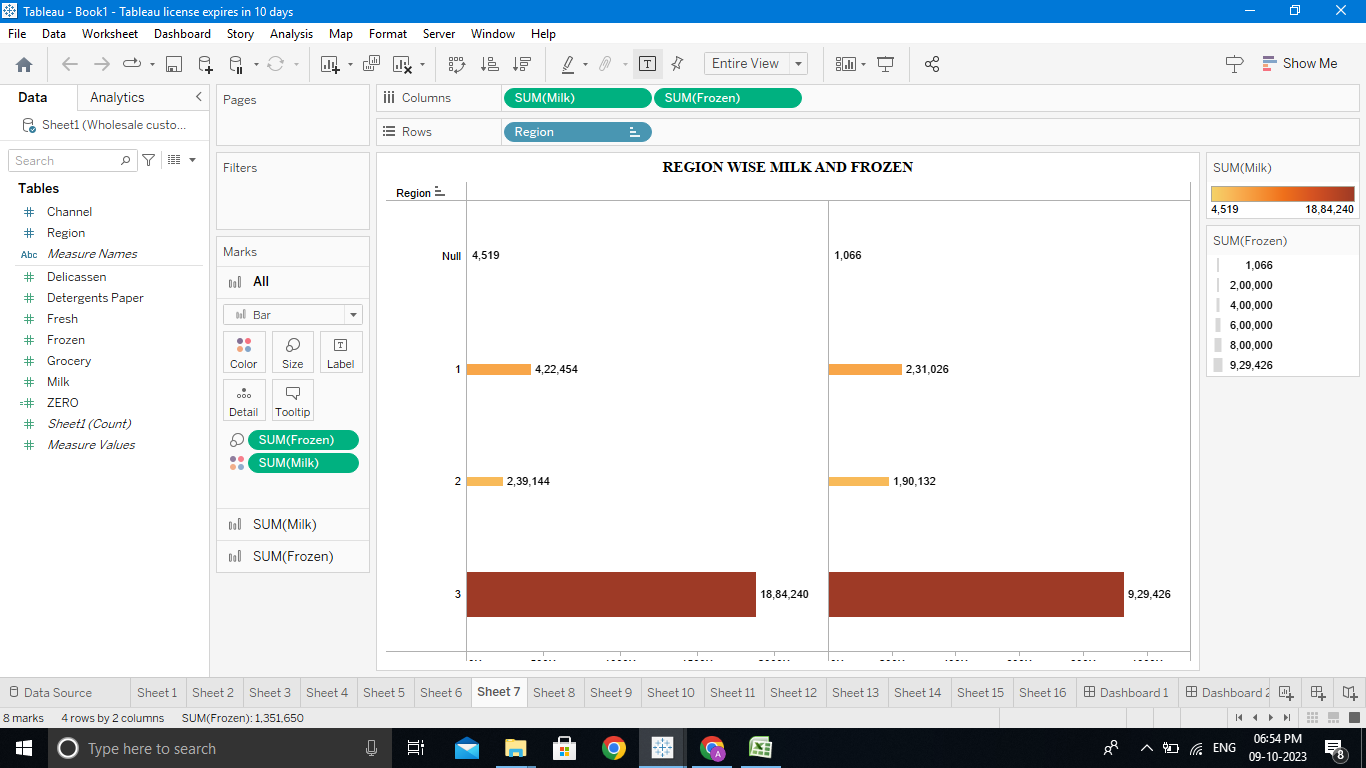 Tableau - Book1 - Tableau license expires in 10 days
File Data Worksheet Dashboard Story Analysis Map Format Server Window Help
Entire View
Show Me
Data Analytics
Sheet1 (Wholesale custo...
Search
Tables
Channel
Region
Abc Measure Names
Delicassen
Detergents Paper
Fresh
Frozen
Grocery
Milk
ZERO
Sheet1 (Count)
Measure Values
Pages
Filters
Marks
All
Bar
Color Size Label
Detail Tooltip
SUM(Frozen)
SUM(Milk)
SUM(Milk)
SUM(Frozen)
Columns SUM(Milk) SUM(Frozen)
Rows Region
REGION WISE MILK AND FROZEN
Region
Null 4,519 1,066
1 4,22,454 2,31,026
2 2,39,144 1,90,132
3 18,84,240 9,29,426
SUM(Milk)
4,519 18,84,240
SUM(Frozen)
1,066
2,00,000
4,00,000
6,00,000
8,00,000
9,29,426
Data Source Sheet 1 Sheet 2 Sheet 3 Sheet 4 Sheet 5 Sheet 6 Sheet 7 Sheet 8 Sheet 9 Sheet 10 Sheet 11 Sheet 12 Sheet 13 Sheet 14 Sheet 15 Sheet 16 Dashboard 1 Dashboard 2
8 marks 4 rows by 2 columns SUM(Frozen): 1,351,650
Type here to search
ENG
06:54 PM
09-10-2023
8